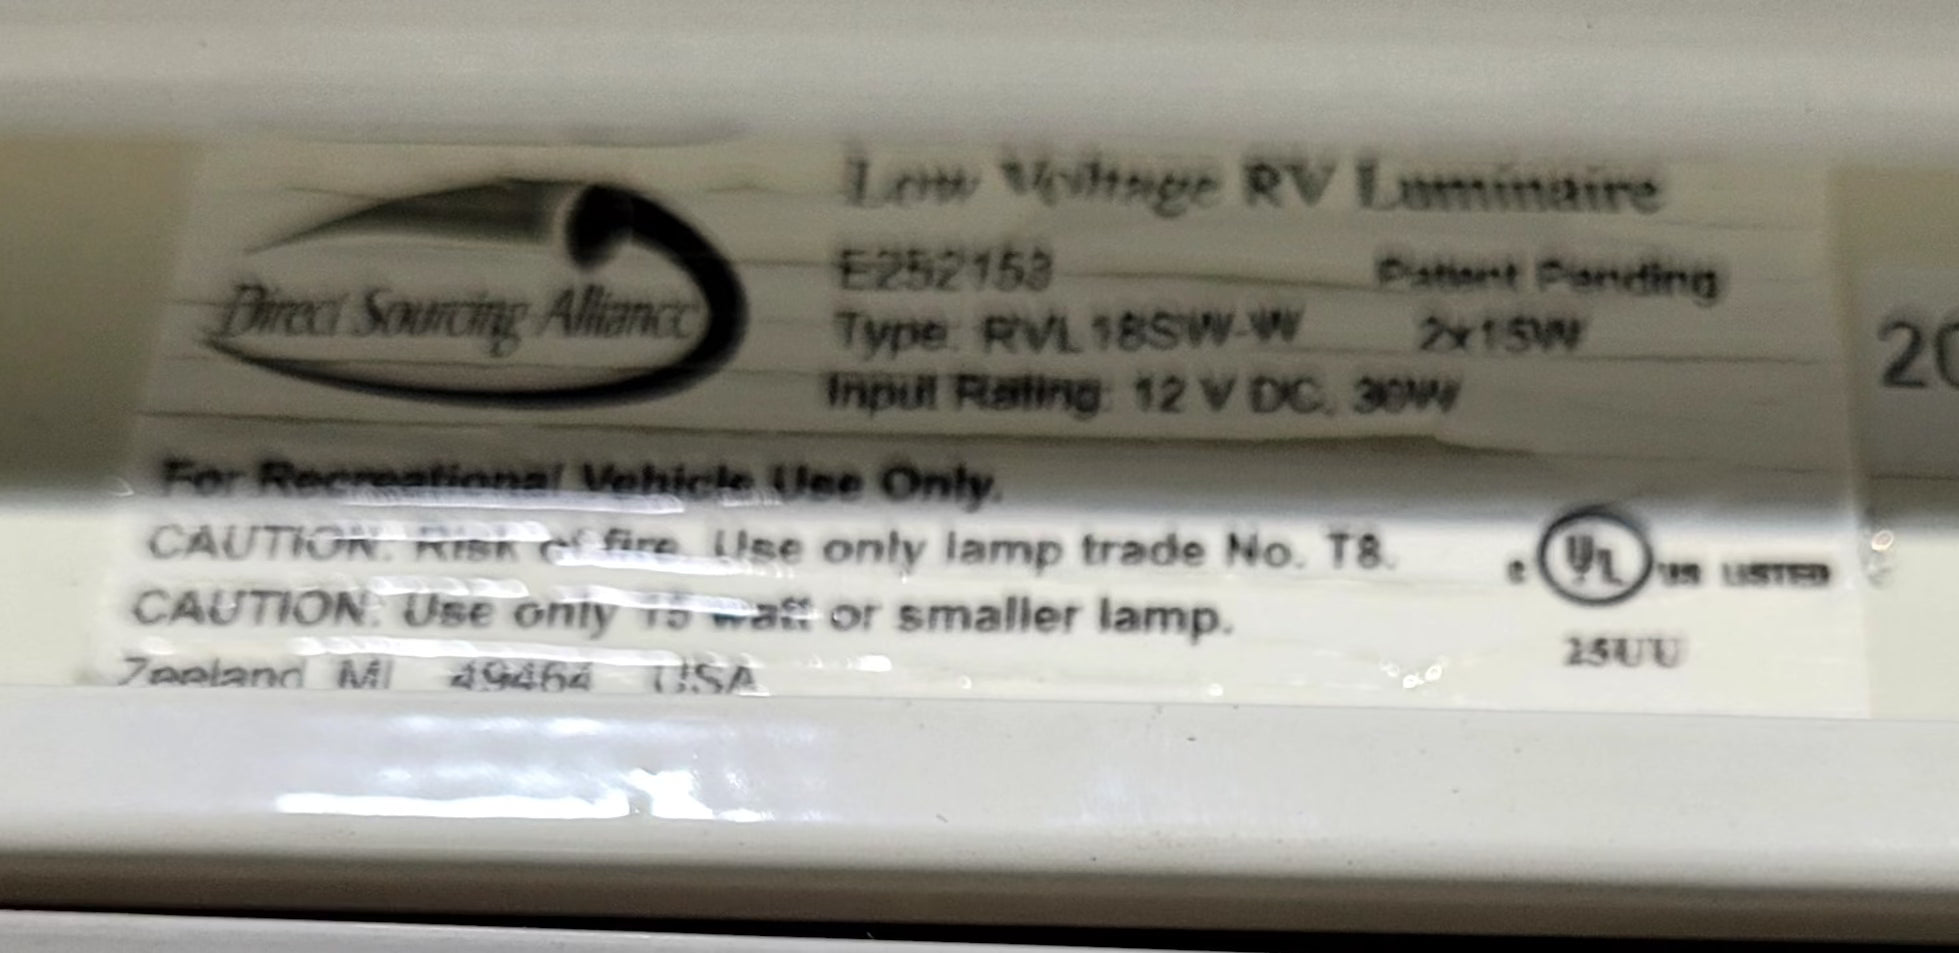 Direct Sourcing Alliance
Low Voltage RV Luminaire
E252153 Patent Pending
Type: RVL18SW-W 2x15W
Input Rating: 12 V DC, 30W
For Recreational Vehicle Use Only.
CAUTION: Risk of fire. Use only lamp trade No. T8.
CAUTION: Use only 15 watt or smaller lamp.
Zeeland MI 49464 USA
c UL us LISTED
25UU
20